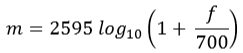 m = 2595 log₁₀ (1 + f/700)